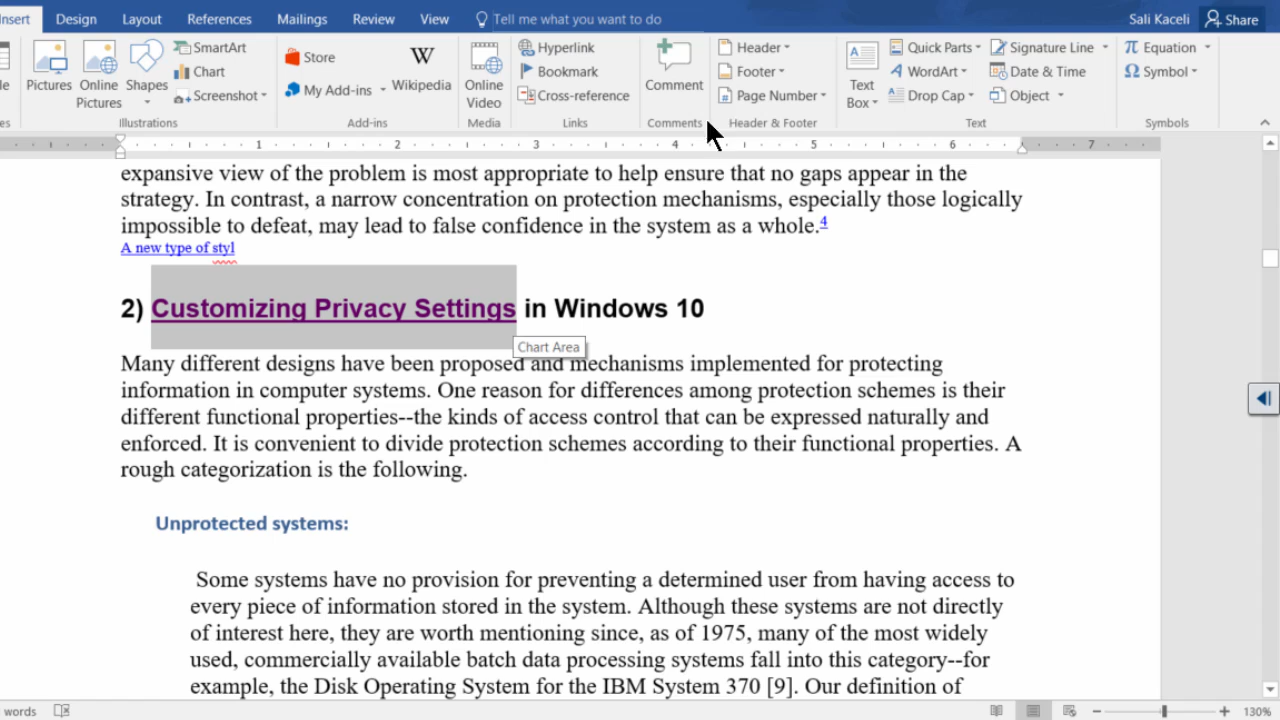 nsert Design Layout References Mailings Review View Tell me what you want to do Sali Kaceli Share
le Pictures Online Pictures Shapes SmartArt Chart Screenshot
Store My Add-ins Wikipedia
Online Video
Hyperlink Bookmark Cross-reference
Comment
Header Footer Page Number
Text Box Quick Parts WordArt Drop Cap Signature Line Date & Time Object
Equation Symbol
es Illustrations Add-ins Media Links Comments Header & Footer Text Symbols
1 2 3 4 5 6 7
expansive view of the problem is most appropriate to help ensure that no gaps appear in the
strategy. In contrast, a narrow concentration on protection mechanisms, especially those logically
impossible to defeat, may lead to false confidence in the system as a whole.4
A new type of styl
2) Customizing Privacy Settings in Windows 10
Chart Area
Many different designs have been proposed and mechanisms implemented for protecting
information in computer systems. One reason for differences among protection schemes is their
different functional properties--the kinds of access control that can be expressed naturally and
enforced. It is convenient to divide protection schemes according to their functional properties. A
rough categorization is the following.
Unprotected systems:
Some systems have no provision for preventing a determined user from having access to
every piece of information stored in the system. Although these systems are not directly
of interest here, they are worth mentioning since, as of 1975, many of the most widely
used, commercially available batch data processing systems fall into this category--for
example, the Disk Operating System for the IBM System 370 [9]. Our definition of
words 130%